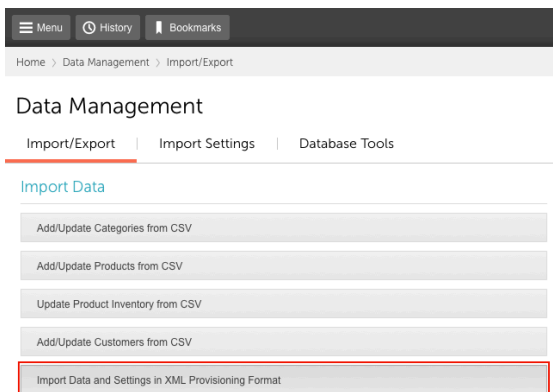 Menu History Bookmarks
Home > Data Management > Import/Export
Data Management
Import/Export Import Settings Database Tools
Import Data
Add/Update Categories from CSV
Add/Update Products from CSV
Update Product Inventory from CSV
Add/Update Customers from CSV
Import Data and Settings in XML Provisioning Format